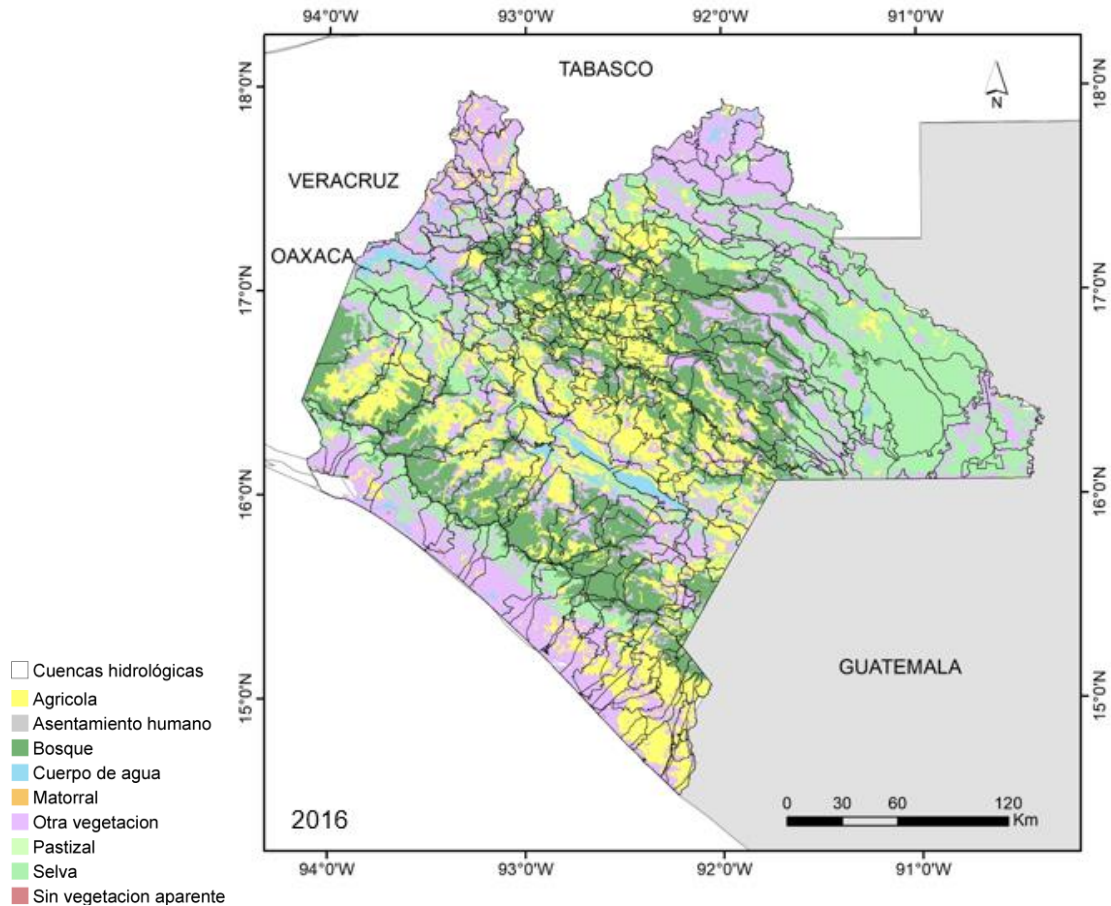 94°0'W 93°0'W 92°0'W 91°0'W
TABASCO
18°0'N 18°0'N
N
VERACRUZ
OAXACA
17°0'N 17°0'N
16°0'N 16°0'N
GUATEMALA
15°0'N 15°0'N
2016
0 30 60 120
Km
94°0'W 93°0'W 92°0'W 91°0'W
Cuencas hidrológicas
Agricola
Asentamiento humano
Bosque
Cuerpo de agua
Matorral
Otra vegetacion
Pastizal
Selva
Sin vegetacion aparente